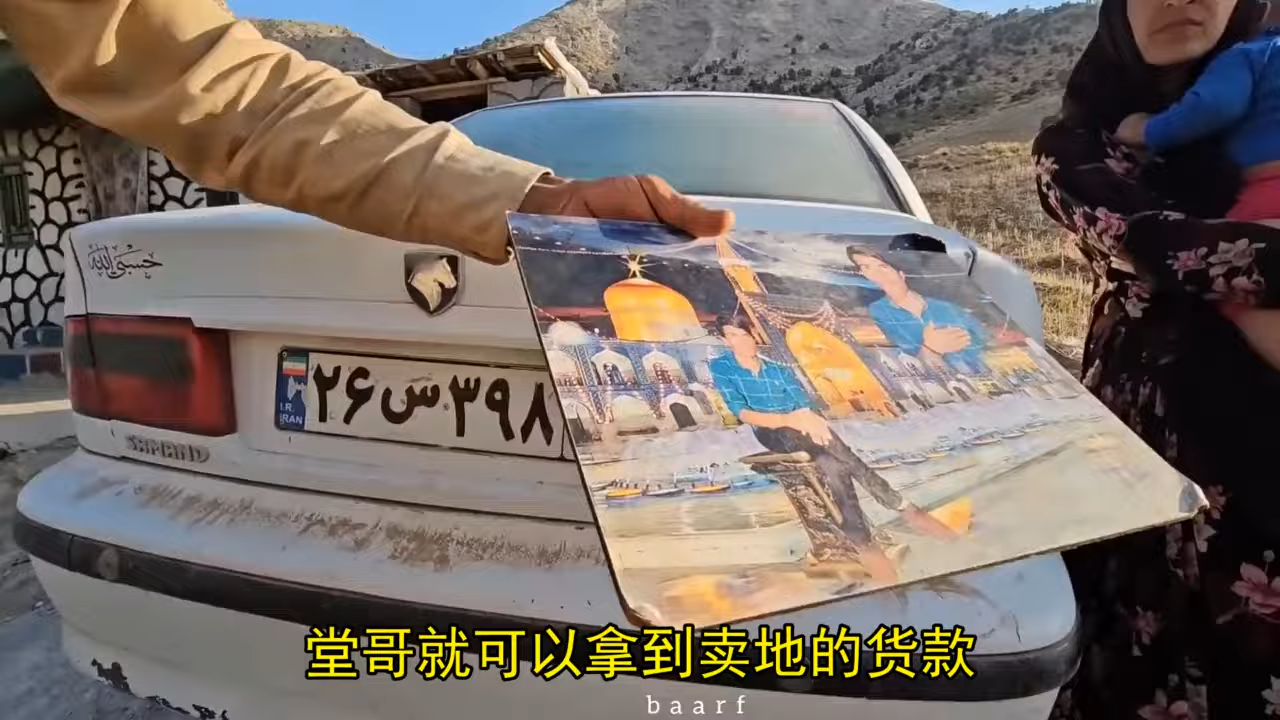 حسبی الله
I.R.
IRAN
۲۶ س ۳۹۸
SAMAND
堂哥就可以拿到卖地的货款
baarf